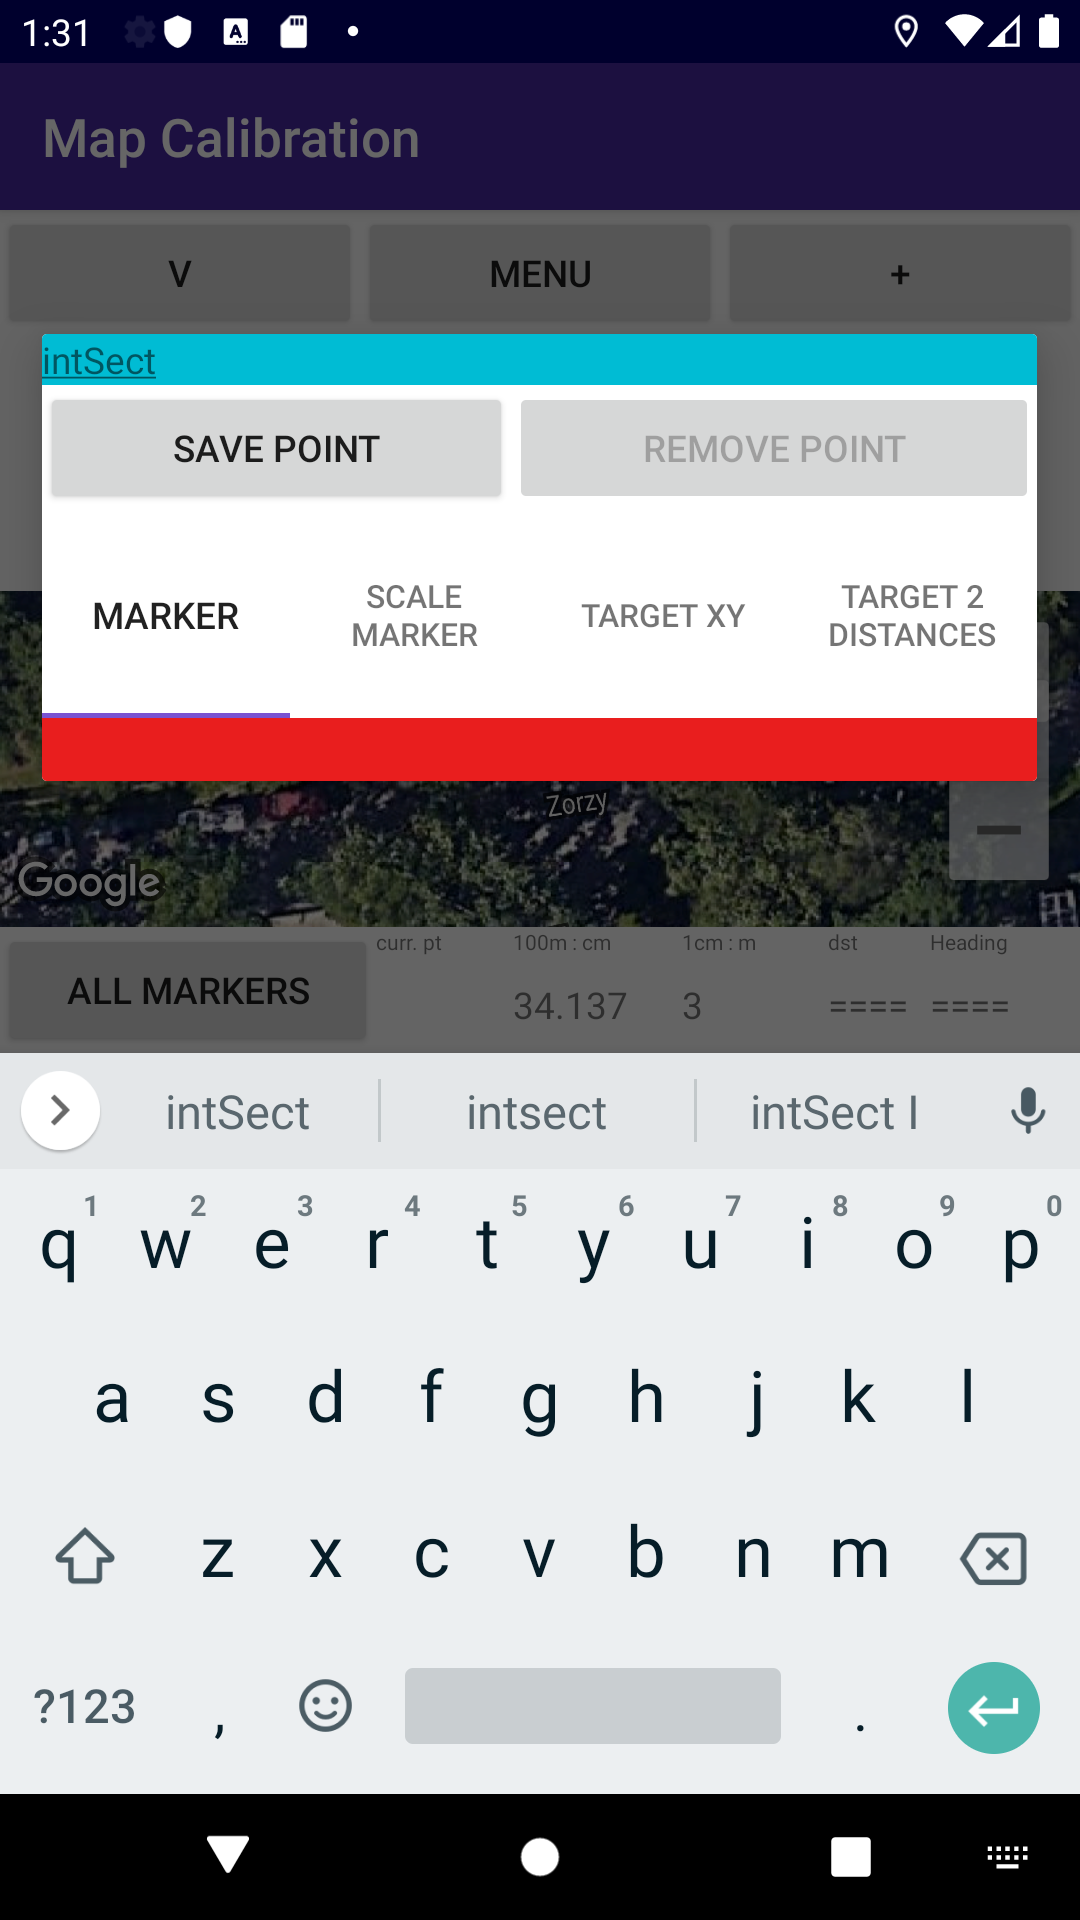 1:31
Map Calibration
V MENU +
intSect
SAVE POINT REMOVE POINT
MARKER SCALE MARKER TARGET XY TARGET 2 DISTANCES
Zorzy
Google
ALL MARKERS
curr. pt 100m : cm 1cm : m dst Heading
34.137 3 ==== ====
intSect intsect intSect I
1 2 3 4 5 6 7 8 9 0
q w e r t y u i o p
a s d f g h j k l
z x c v b n m
?123 , .